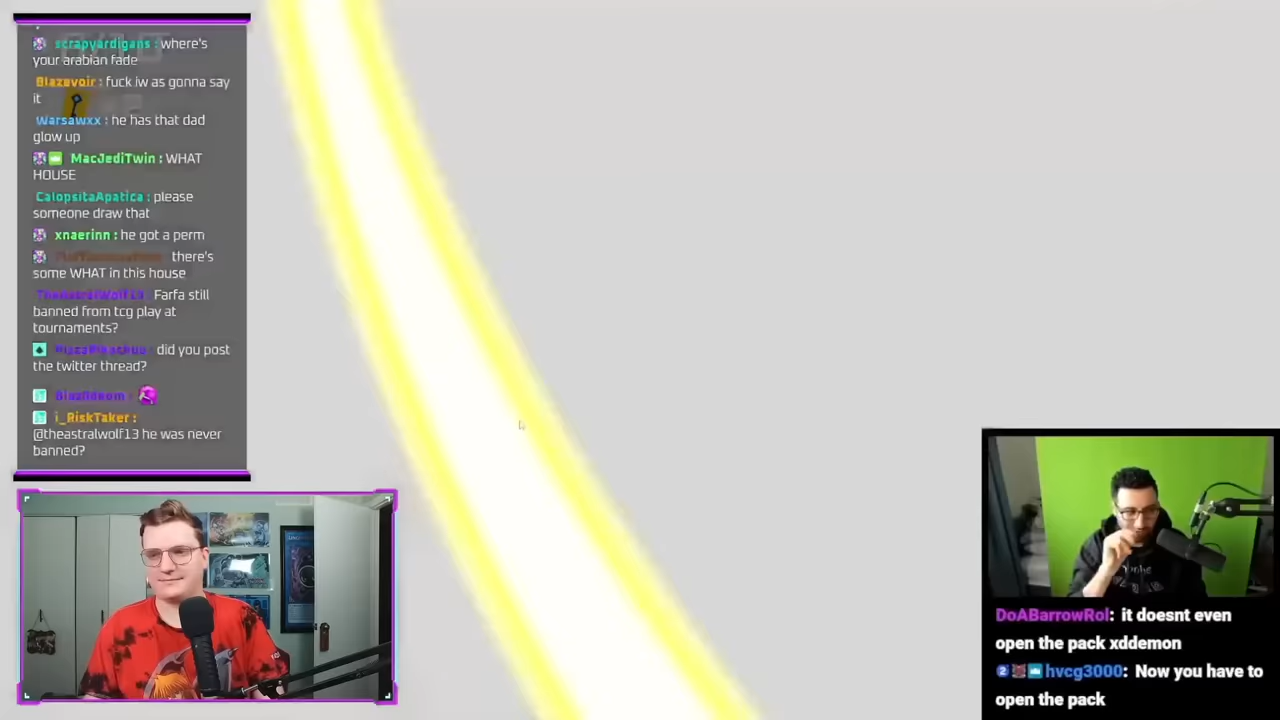 scrapyardigans : where's
your arabian fade
Blazevoir : fuck iw as gonna say
it
Warsawxx : he has that dad
glow up
MacJediTwin : WHAT
HOUSE
CalopsitaApatica : please
someone draw that
xnaerinn : he got a perm
there's
some WHAT in this house
TheastralWolf13 : Farfa still
banned from tcg play at
tournaments?
did you post
the twitter thread?
i_RiskTaker :
@theastralwolf13 he was never
banned?
DoABarrowRol: it doesnt even
open the pack xddemon
hvcg3000: Now you have to
open the pack